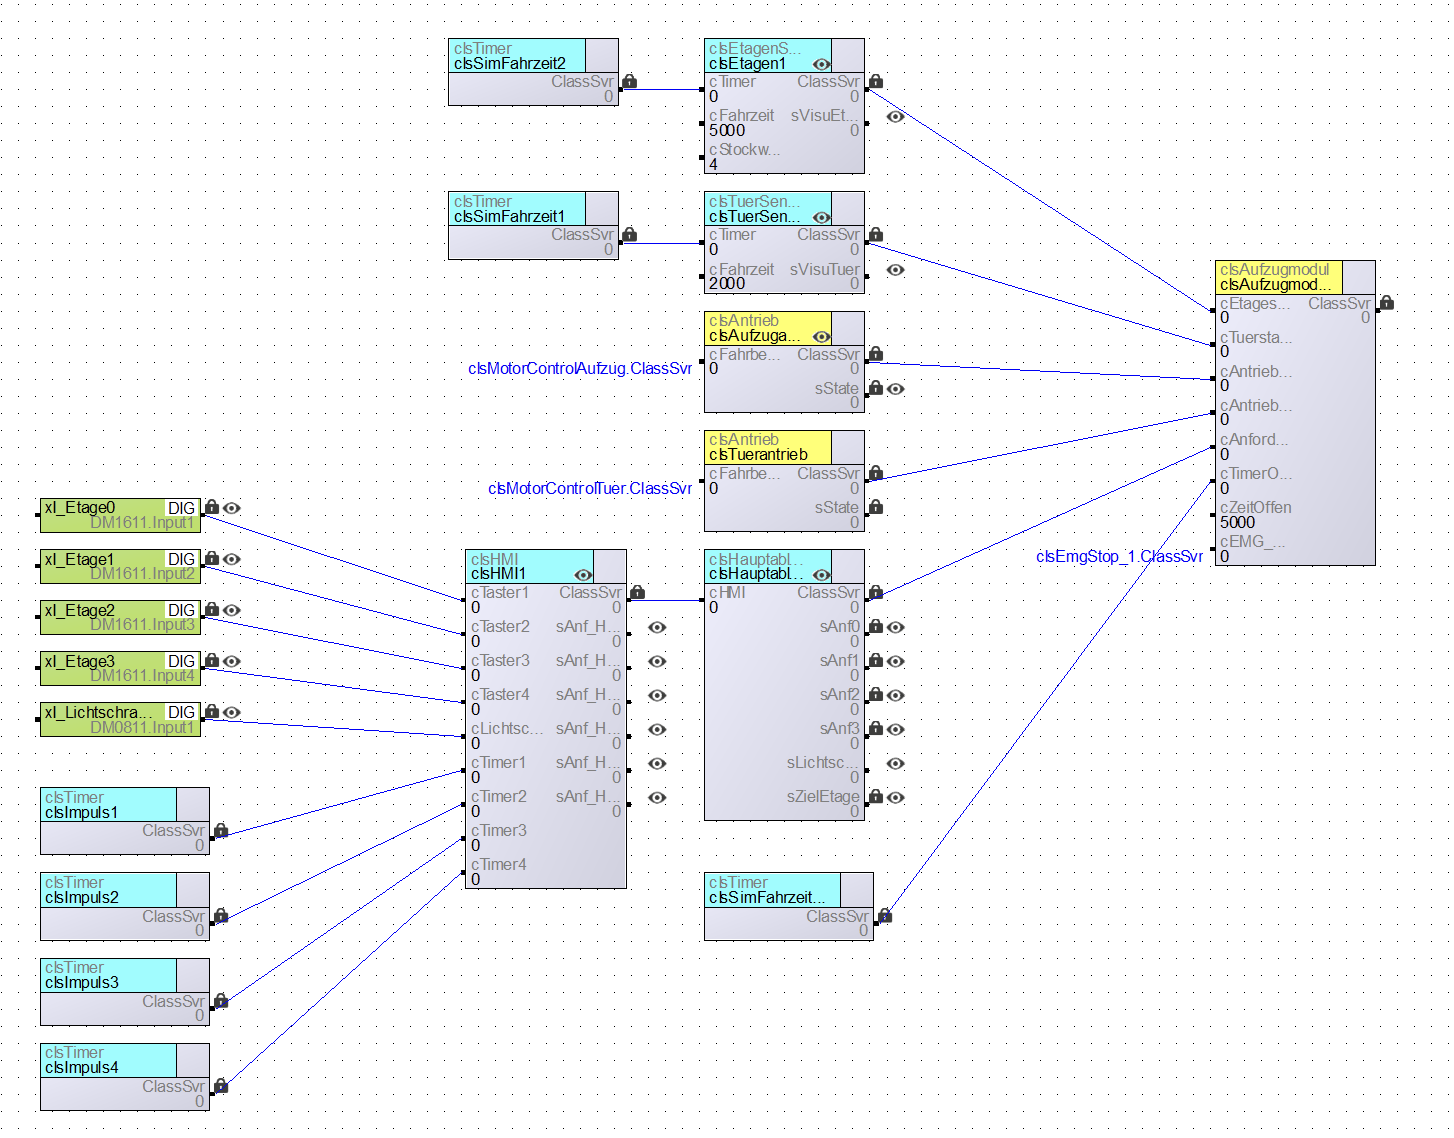 clsTimer
clsSimFahrzeit2
ClassSvr
0
clsEtagenS...
clsEtagen1
cTimer ClassSvr
0 0
cFahrzeit sVisuEt...
5000 0
cStockw...
4
clsTimer
clsSimFahrzeit1
ClassSvr
0
clsTuerSen...
clsTuerSen...
cTimer ClassSvr
0 0
cFahrzeit sVisuTuer
2000 0
clsAntrieb
clsAufzuga...
clsMotorControlAufzug.ClassSvr
cFahrbe... ClassSvr
0 0
sState
0
clsAntrieb
clsTuerantrieb
clsMotorControlTuer.ClassSvr
cFahrbe... ClassSvr
0 0
sState
0
clsAufzugmodul
clsAufzugmod...
cEtages... ClassSvr
0 0
cTuersta...
0
cAntrieb...
0
cAntrieb...
0
cAnford...
0
cTimerO...
0
cZeitOffen
5000
clsEmgStop_1.ClassSvr
cEMG_...
0
xI_Etage0 DIG
DM1611.Input1
xI_Etage1 DIG
DM1611.Input2
xI_Etage2 DIG
DM1611.Input3
xI_Etage3 DIG
DM1611.Input4
xI_Lichtschra... DIG
DM0811.Input1
clsHMI
clsHMI1
cTaster1 ClassSvr
0 0
cTaster2 sAnf_H...
0 0
cTaster3 sAnf_H...
0 0
cTaster4 sAnf_H...
0 0
cLichtsc... sAnf_H...
0 0
cTimer1 sAnf_H...
0 0
cTimer2 sAnf_H...
0 0
cTimer3
0
cTimer4
0
clsHauptabl...
clsHauptabl...
cHMI ClassSvr
0 0
sAnf0
0
sAnf1
0
sAnf2
0
sAnf3
0
sLichtsc...
0
sZielEtage
0
clsTimer
clsImpuls1
ClassSvr
0
clsTimer
clsImpuls2
ClassSvr
0
clsTimer
clsSimFahrzeit...
ClassSvr
0
clsTimer
clsImpuls3
ClassSvr
0
clsTimer
clsImpuls4
ClassSvr
0